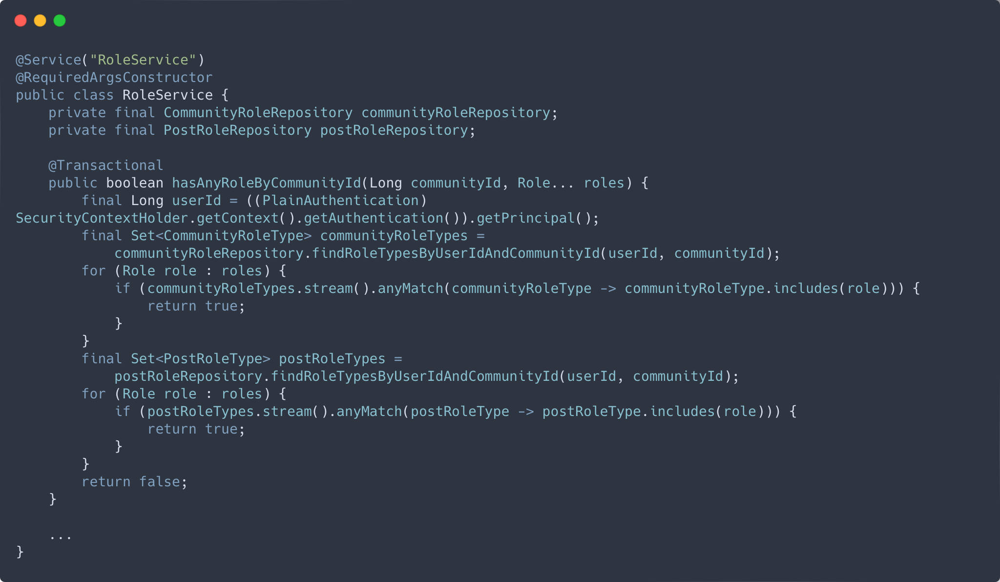 @Service("RoleService")
@RequiredArgsConstructor
public class RoleService {
    private final CommunityRoleRepository communityRoleRepository;
    private final PostRoleRepository postRoleRepository;

    @Transactional
    public boolean hasAnyRoleByCommunityId(Long communityId, Role... roles) {
        final Long userId = ((PlainAuthentication)
SecurityContextHolder.getContext().getAuthentication()).getPrincipal();
        final Set<CommunityRoleType> communityRoleTypes =
            communityRoleRepository.findRoleTypesByUserIdAndCommunityId(userId, communityId);
        for (Role role : roles) {
            if (communityRoleTypes.stream().anyMatch(communityRoleType -> communityRoleType.includes(role))) {
                return true;
            }
        }
        final Set<PostRoleType> postRoleTypes =
            postRoleRepository.findRoleTypesByUserIdAndCommunityId(userId, communityId);
        for (Role role : roles) {
            if (postRoleTypes.stream().anyMatch(postRoleType -> postRoleType.includes(role))) {
                return true;
            }
        }
        return false;
    }

    ...
}